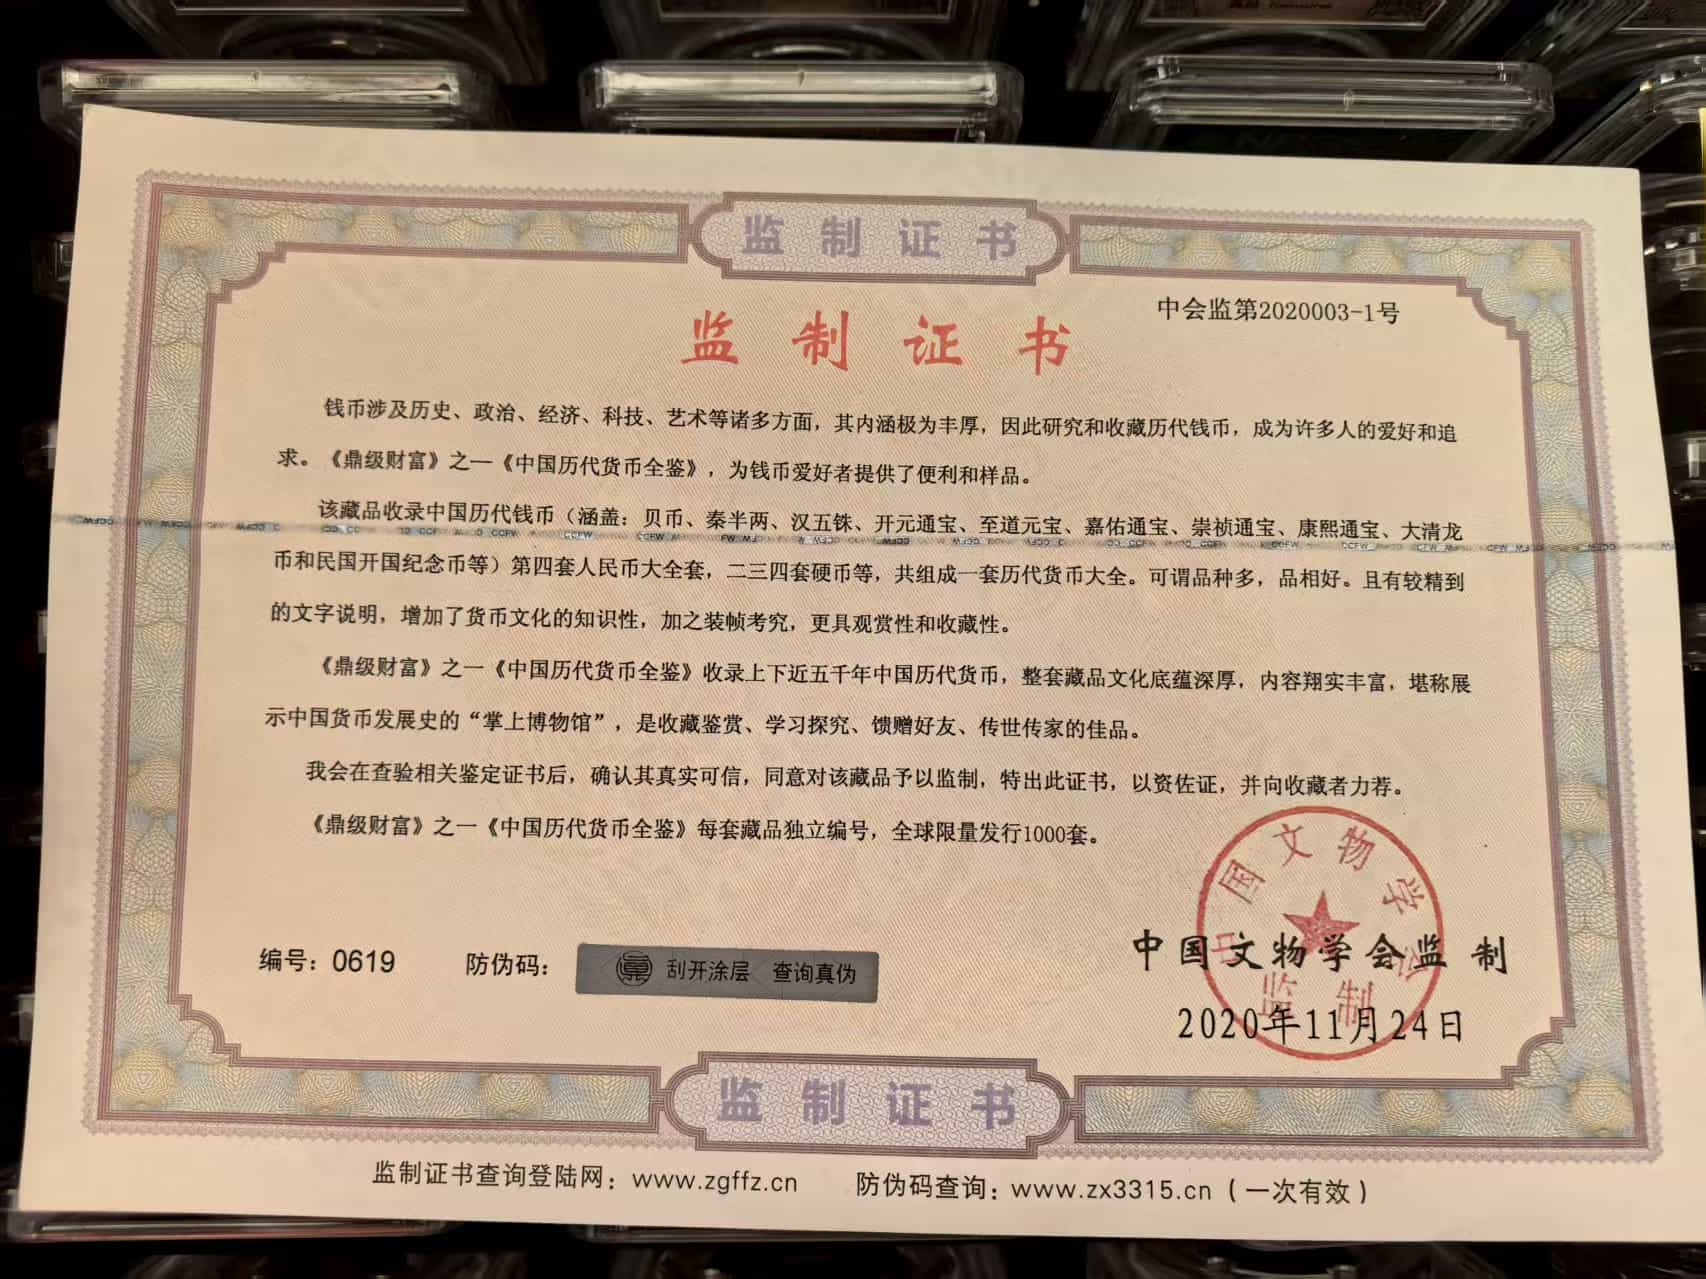 监制证书
中会监第2020003-1号
监制证书
钱币涉及历史、政治、经济、科技、艺术等诸多方面，其内涵极为丰厚，因此研究和收藏历代钱币，成为许多人的爱好和追
求。《鼎级财富》之一《中国历代货币全鉴》，为钱币爱好者提供了便利和样品。
该藏品收录中国历代钱币（涵盖：贝币、秦半两、汉五铢、开元通宝、至道元宝、嘉佑通宝、崇祯通宝、康熙通宝、大清龙
币和民国开国纪念币等）第四套人民币大全套，二三四套硬币等，共组成一套历代货币大全。可谓品种多，品相好。且有较精到
的文字说明，增加了货币文化的知识性，加之装帧考究，更具观赏性和收藏性。
《鼎级财富》之一《中国历代货币全鉴》收录上下近五千年中国历代货币，整套藏品文化底蕴深厚，内容翔实丰富，堪称展
示中国货币发展史的“掌上博物馆”，是收藏鉴赏、学习探究、馈赠好友、传世传家的佳品。
我会在查验相关鉴定证书后，确认其真实可信，同意对该藏品予以监制，特出此证书，以资佐证，并向收藏者力荐。
《鼎级财富》之一《中国历代货币全鉴》每套藏品独立编号，全球限量发行1000套。
编号：0619 防伪码：
刮开涂层 查询真伪
中国文物学会
监制
中国文物学会监 制
2020年11月24日
监制证书
监制证书查询登陆网：www.zgffz.cn 防伪码查询：www.zx3315.cn（一次有效）